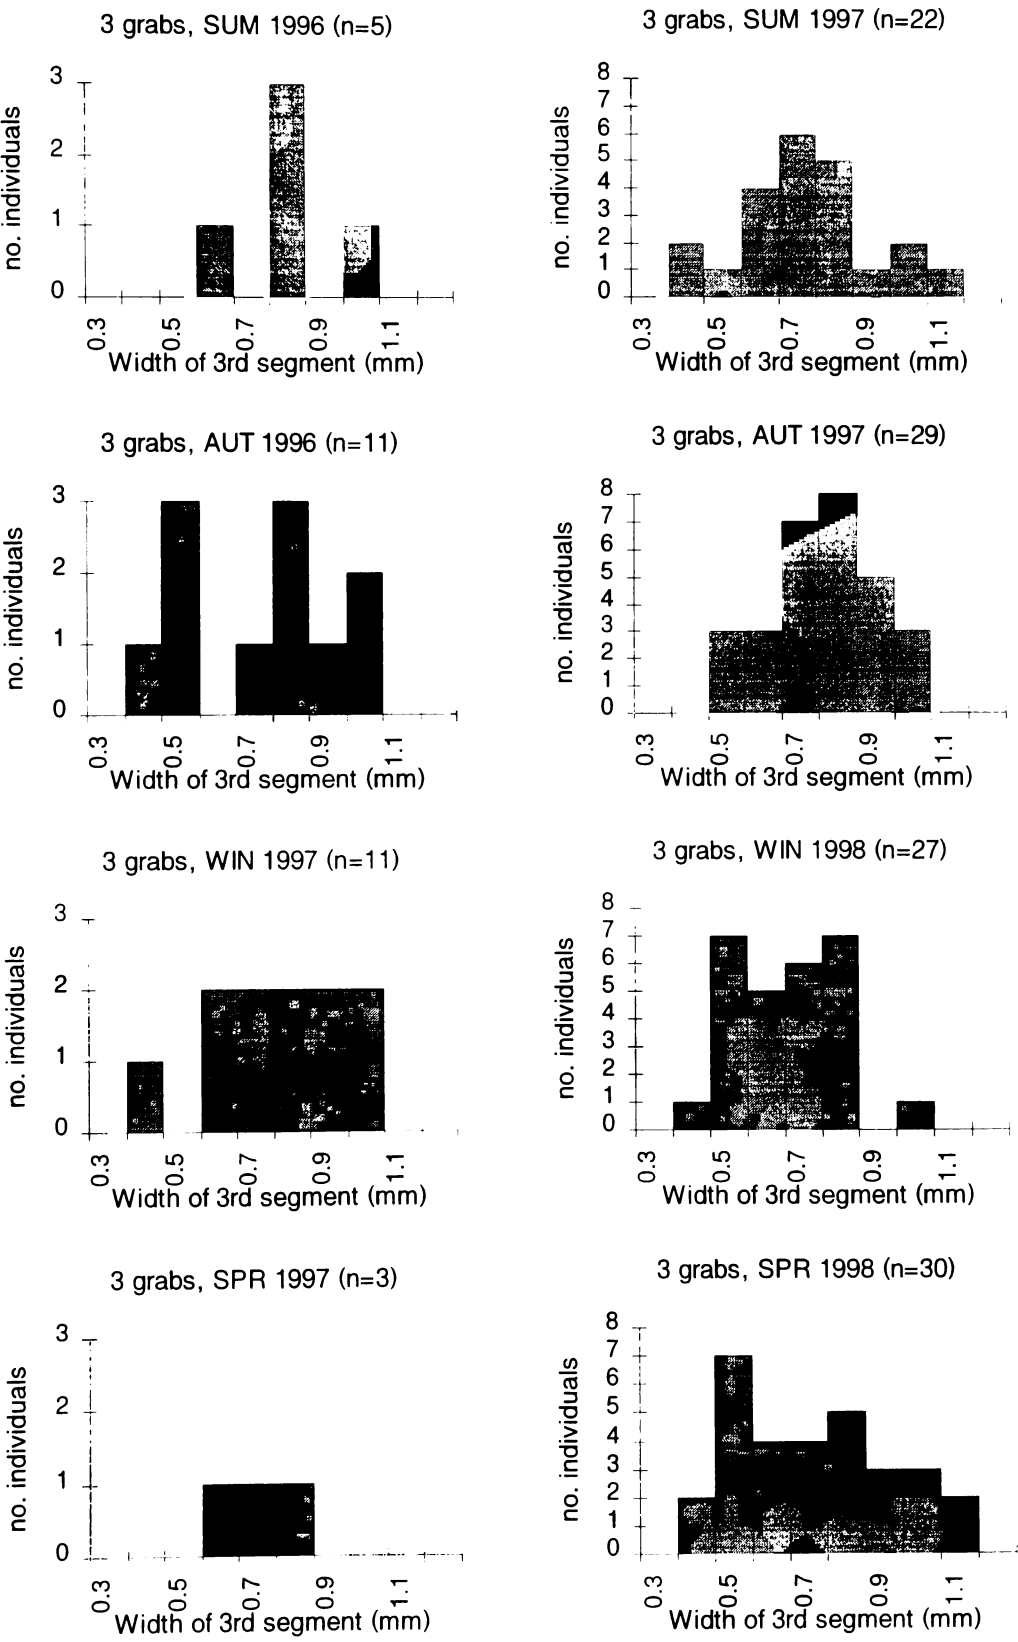 3 grabs, SUM 1996 (n=5)
no. individuals
3
2
1
0
0.3 0.5 0.7 0.9 1.1
Width of 3rd segment (mm)
3 grabs, SUM 1997 (n=22)
no. individuals
8
7
6
5
4
3
2
1
0
0.3 0.5 0.7 0.9 1.1
Width of 3rd segment (mm)
3 grabs, AUT 1996 (n=11)
no. individuals
3
2
1
0
0.3 0.5 0.7 0.9 1.1
Width of 3rd segment (mm)
3 grabs, AUT 1997 (n=29)
no. individuals
8
7
6
5
4
3
2
1
0
0.3 0.5 0.7 0.9 1.1
Width of 3rd segment (mm)
3 grabs, WIN 1997 (n=11)
no. individuals
3
2
1
0
0.3 0.5 0.7 0.9 1.1
Width of 3rd segment (mm)
3 grabs, WIN 1998 (n=27)
no. individuals
8
7
6
5
4
3
2
1
0
0.3 0.5 0.7 0.9 1.1
Width of 3rd segment (mm)
3 grabs, SPR 1997 (n=3)
no. individuals
3
2
1
0
0.3 0.5 0.7 0.9 1.1
Width of 3rd segment (mm)
3 grabs, SPR 1998 (n=30)
no. individuals
8
7
6
5
4
3
2
1
0
0.3 0.5 0.7 0.9 1.1
Width of 3rd segment (mm)